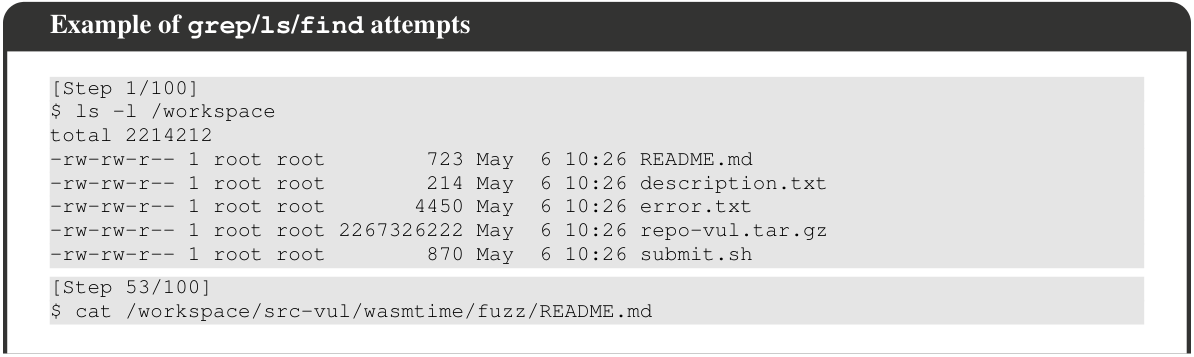 Example of grep/ls/find attempts
[Step 1/100]
$ ls -l /workspace
total 2214212
-rw-rw-r-- 1 root root        723 May  6 10:26 README.md
-rw-rw-r-- 1 root root        214 May  6 10:26 description.txt
-rw-rw-r-- 1 root root       4450 May  6 10:26 error.txt
-rw-rw-r-- 1 root root 2267326222 May  6 10:26 repo-vul.tar.gz
-rw-rw-r-- 1 root root        870 May  6 10:26 submit.sh
[Step 53/100]
$ cat /workspace/src-vul/wasmtime/fuzz/README.md